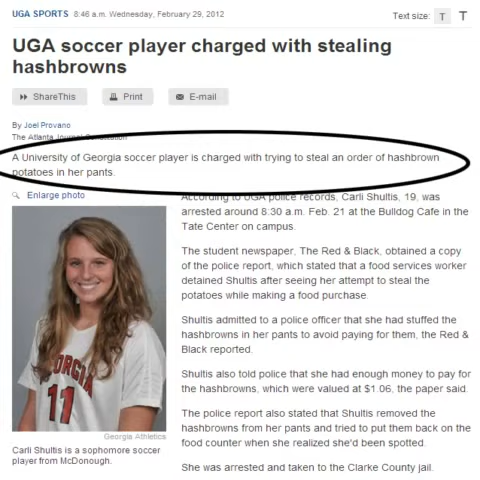 UGA SPORTS 8:46 a.m. Wednesday, February 29, 2012
Text size: T T
UGA soccer player charged with stealing
hashbrowns
ShareThis Print E-mail
By Joel Provano
The Atlanta Journal-Constitution
A University of Georgia soccer player is charged with trying to steal an order of hashbrown
potatoes in her pants.
Enlarge photo
GEORGIA
11
Georgia Athletics
Carli Shultis is a sophomore soccer
player from McDonough.
According to UGA police records, Carli Shultis, 19, was
arrested around 8:30 a.m. Feb. 21 at the Bulldog Cafe in the
Tate Center on campus.
The student newspaper, The Red & Black, obtained a copy
of the police report, which stated that a food services worker
detained Shultis after seeing her attempt to steal the
potatoes while making a food purchase.
Shultis admitted to a police officer that she had stuffed the
hashbrowns in her pants to avoid paying for them, the Red &
Black reported.
Shultis also told police that she had enough money to pay for
the hashbrowns, which were valued at $1.06, the paper said.
The police report also stated that Shultis removed the
hashbrowns from her pants and tried to put them back on the
food counter when she realized she'd been spotted.
She was arrested and taken to the Clarke County jail.